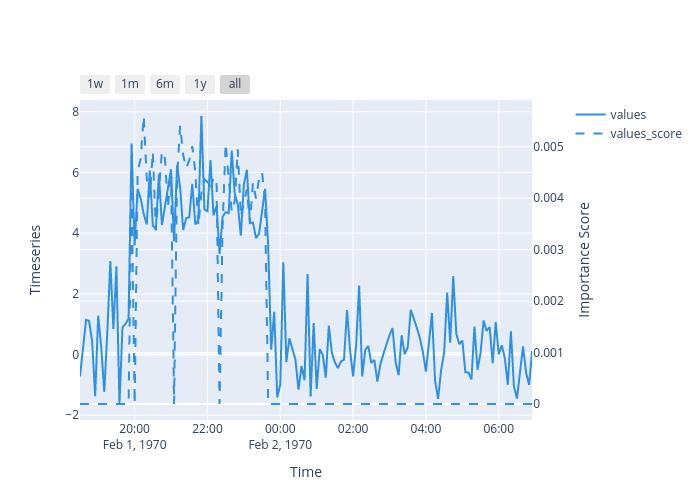 1w 1m 6m 1y all
values
values_score
8
6
4
2
0
−2
Timeseries
0.005
0.004
0.003
0.002
0.001
0
Importance Score
20:00 22:00 00:00 02:00 04:00 06:00
Feb 1, 1970 Feb 2, 1970
Time